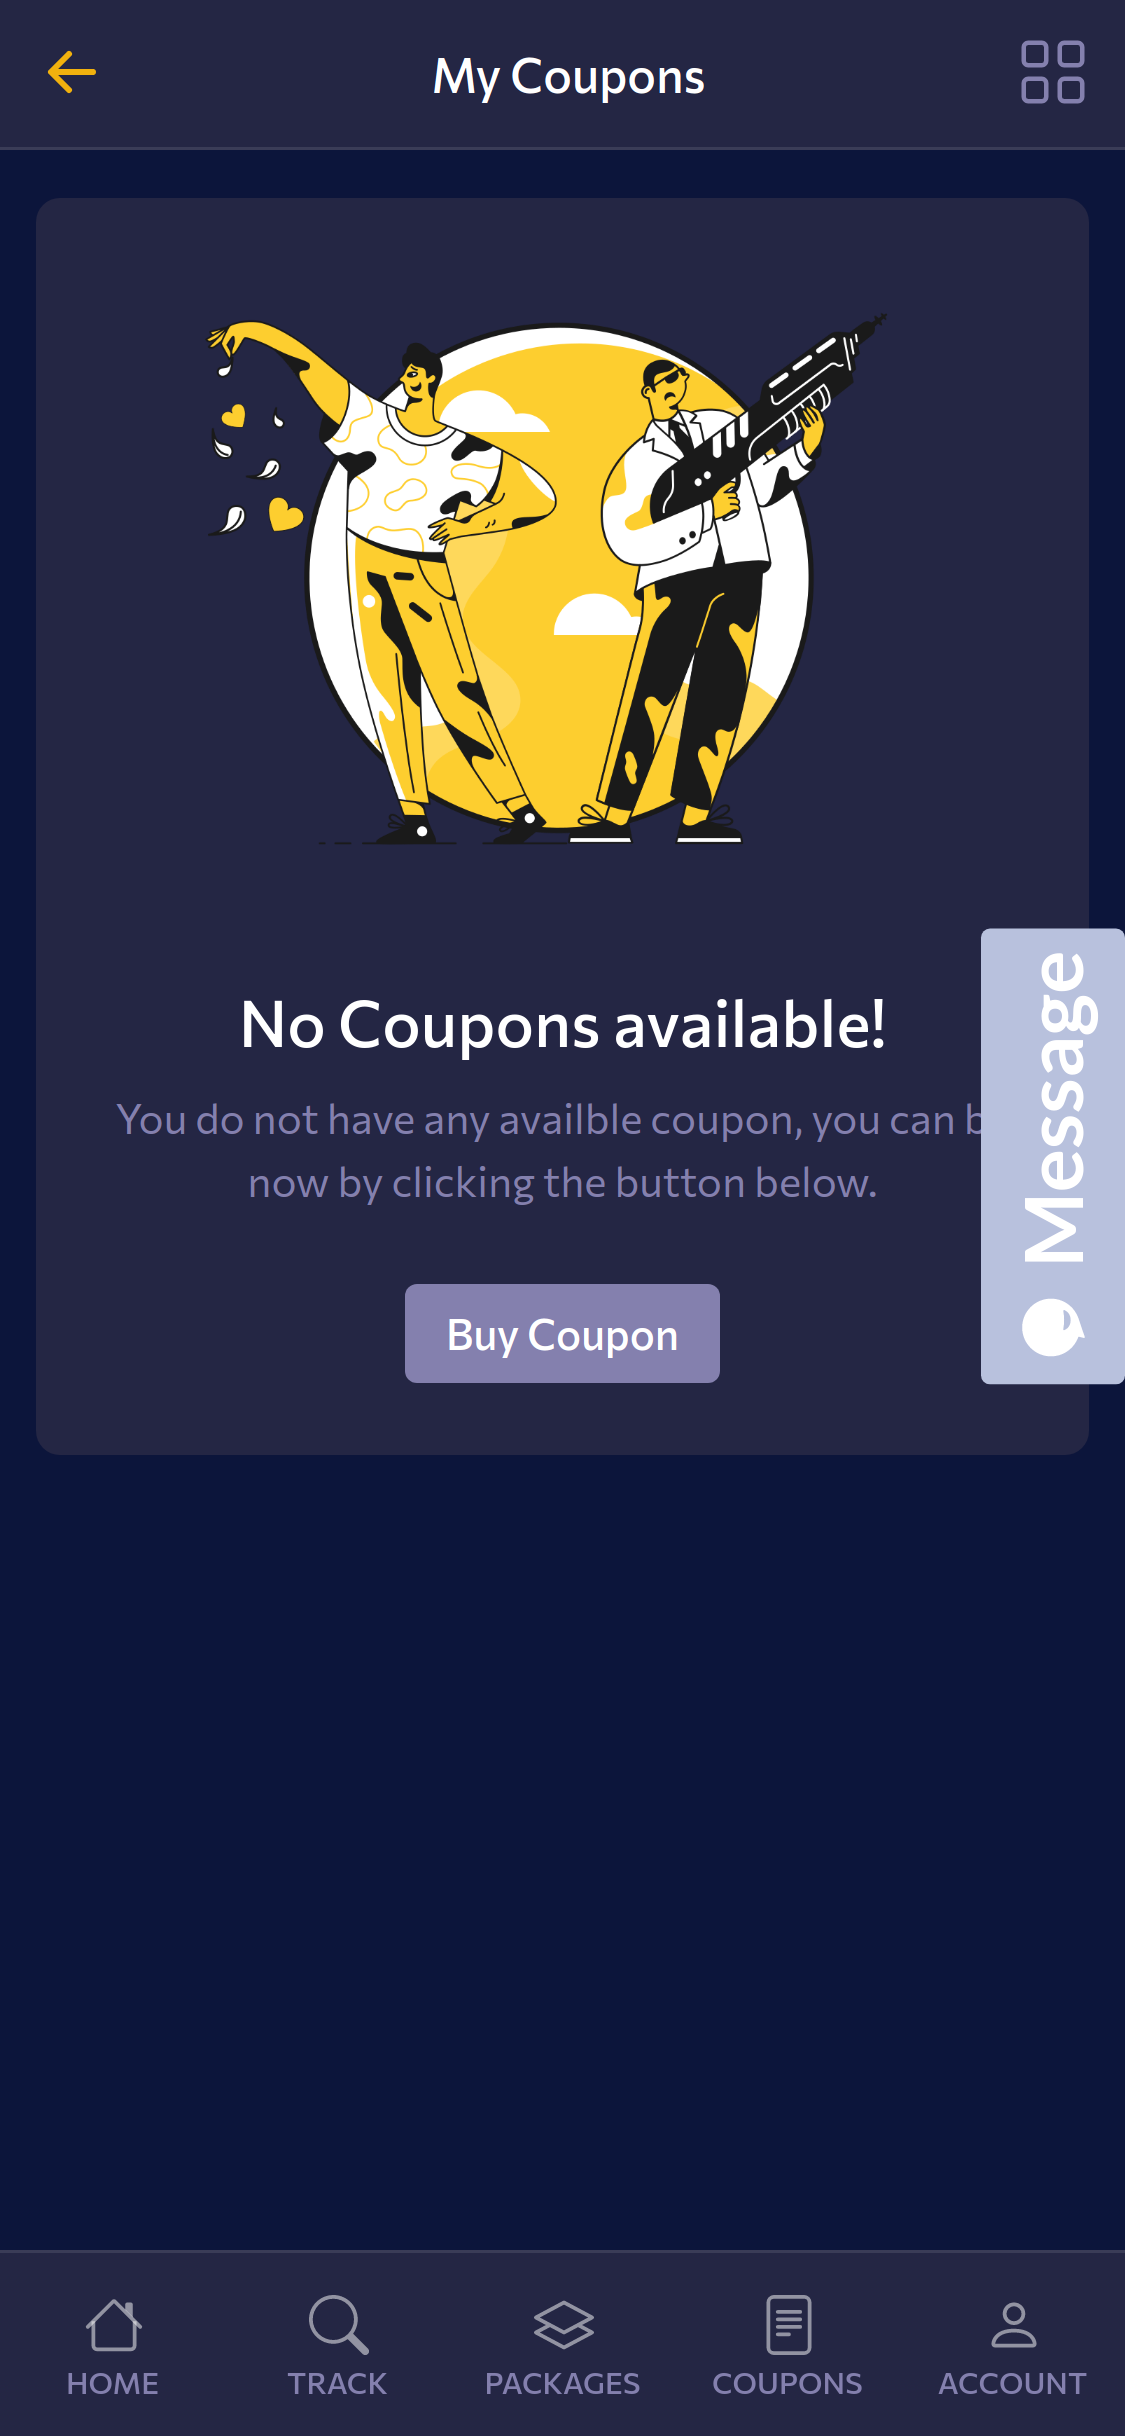 My Coupons
No Coupons available!
You do not have any availble coupon, you can
now by clicking the button below.
Message
Buy Coupon
HOME
TRACK
PACKAGES
COUPONS
ACCOUNT